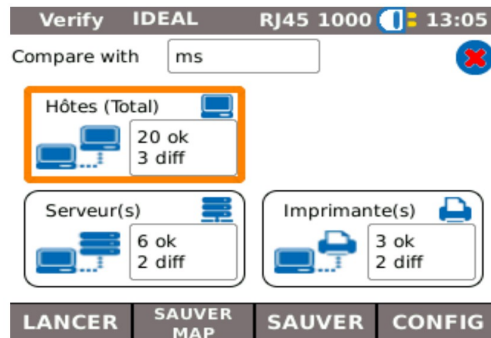 Verify IDEAL RJ45 1000 13:05
Compare with ms
Hôtes (Total)
20 ok
3 diff
Serveur(s)
6 ok
2 diff
Imprimante(s)
3 ok
2 diff
LANCER SAUVER MAP SAUVER CONFIG